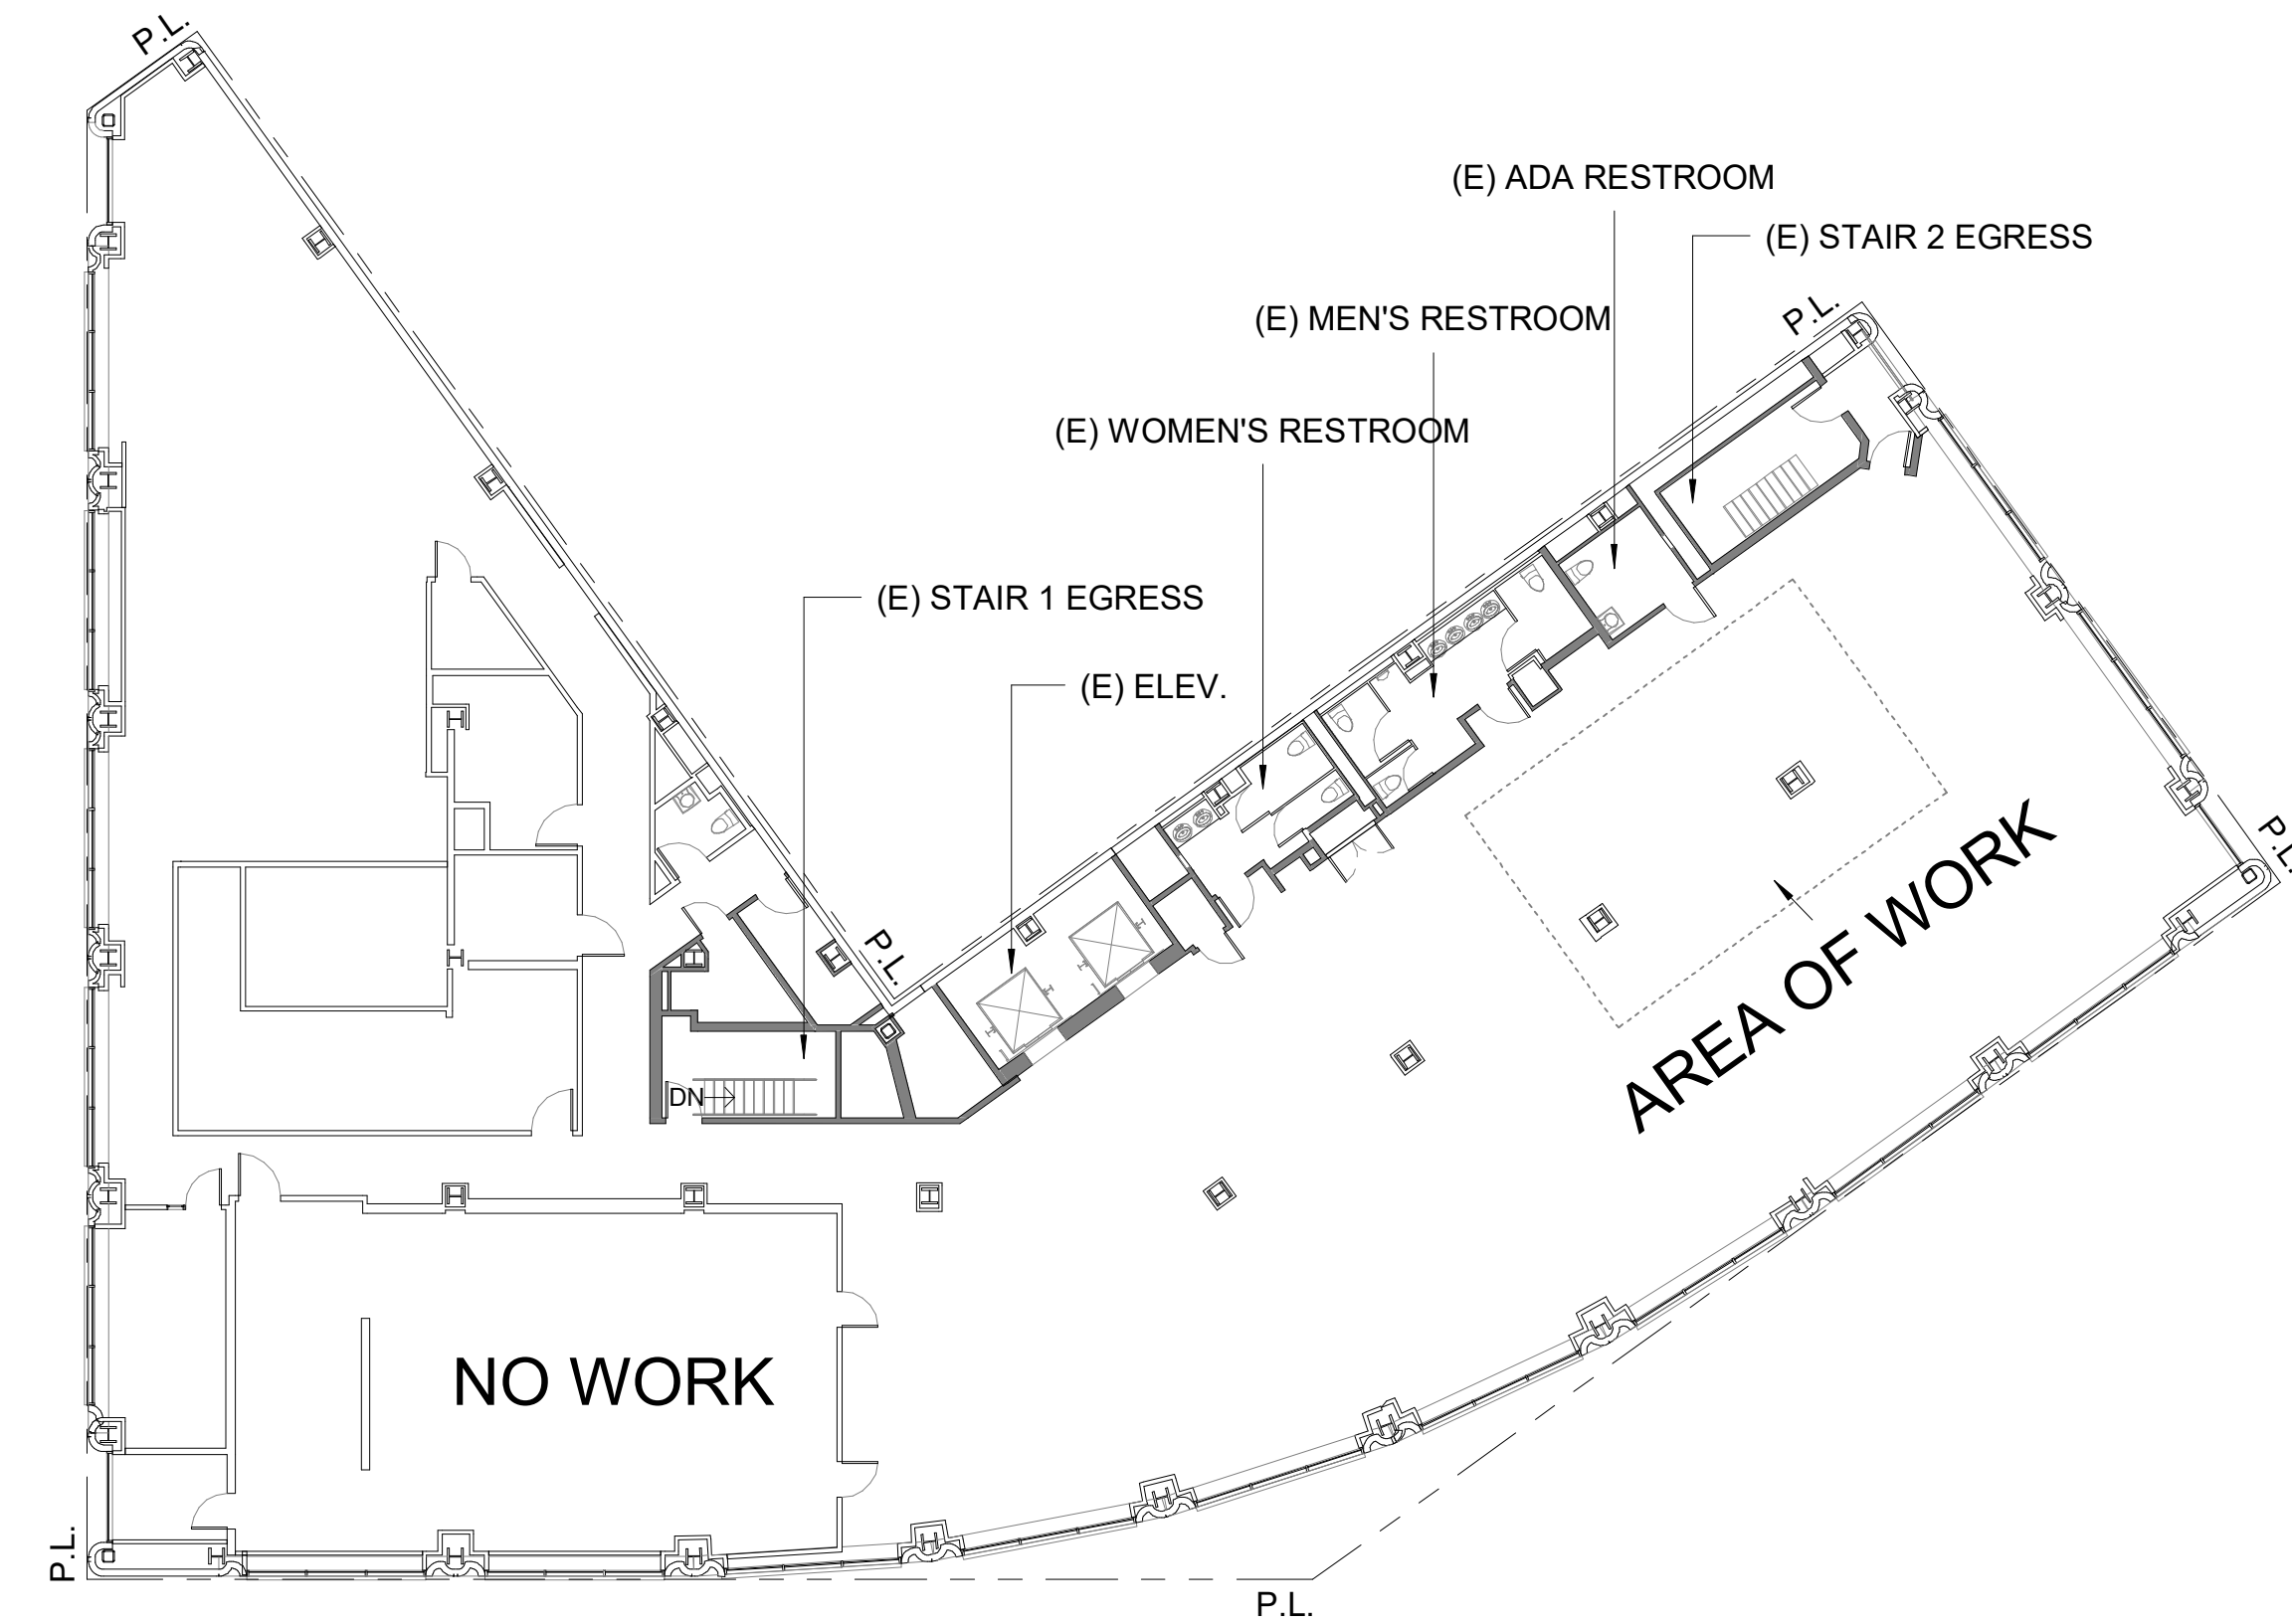 P.L.
(E) ADA RESTROOM
(E) STAIR 2 EGRESS
(E) MEN'S RESTROOM
P.L.
(E) WOMEN'S RESTROOM
(E) STAIR 1 EGRESS
(E) ELEV.
P.L.
P.L.
AREA OF WORK
DN
NO WORK
P.L.
P.L.